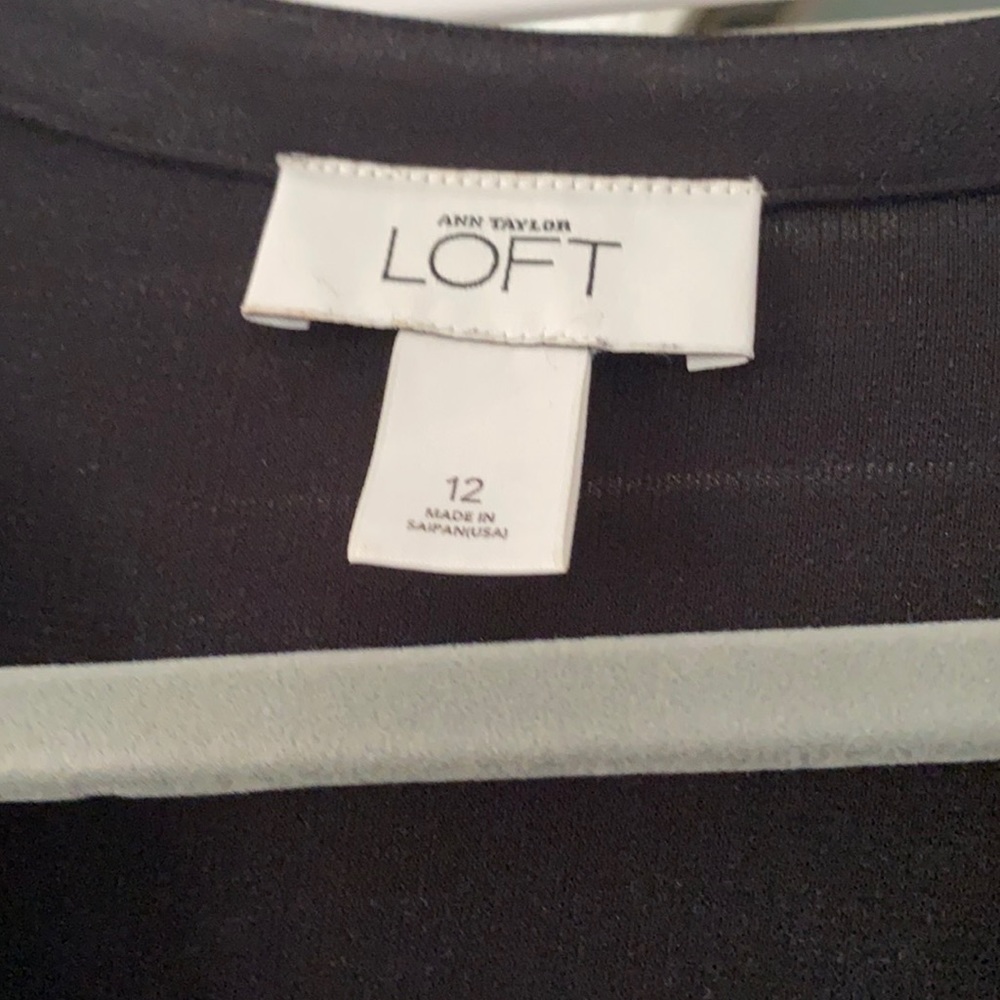 ANN TAYLOR
LOFT
12
MADE IN
SAIPAN(USA)